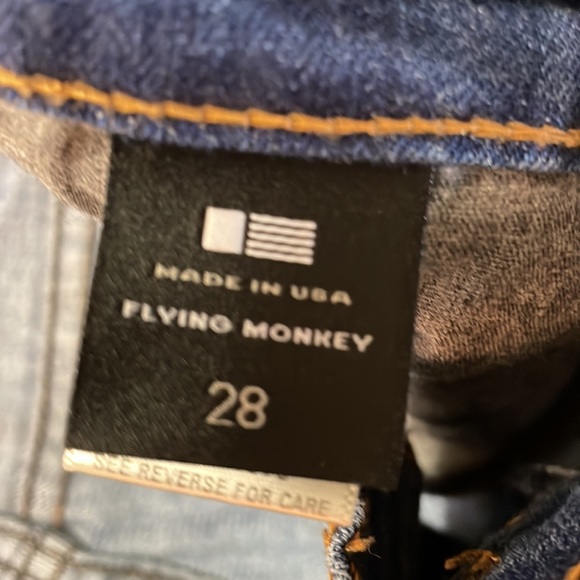 MADE IN USA
FLYING MONKEY
28
SEE REVERSE FOR CARE